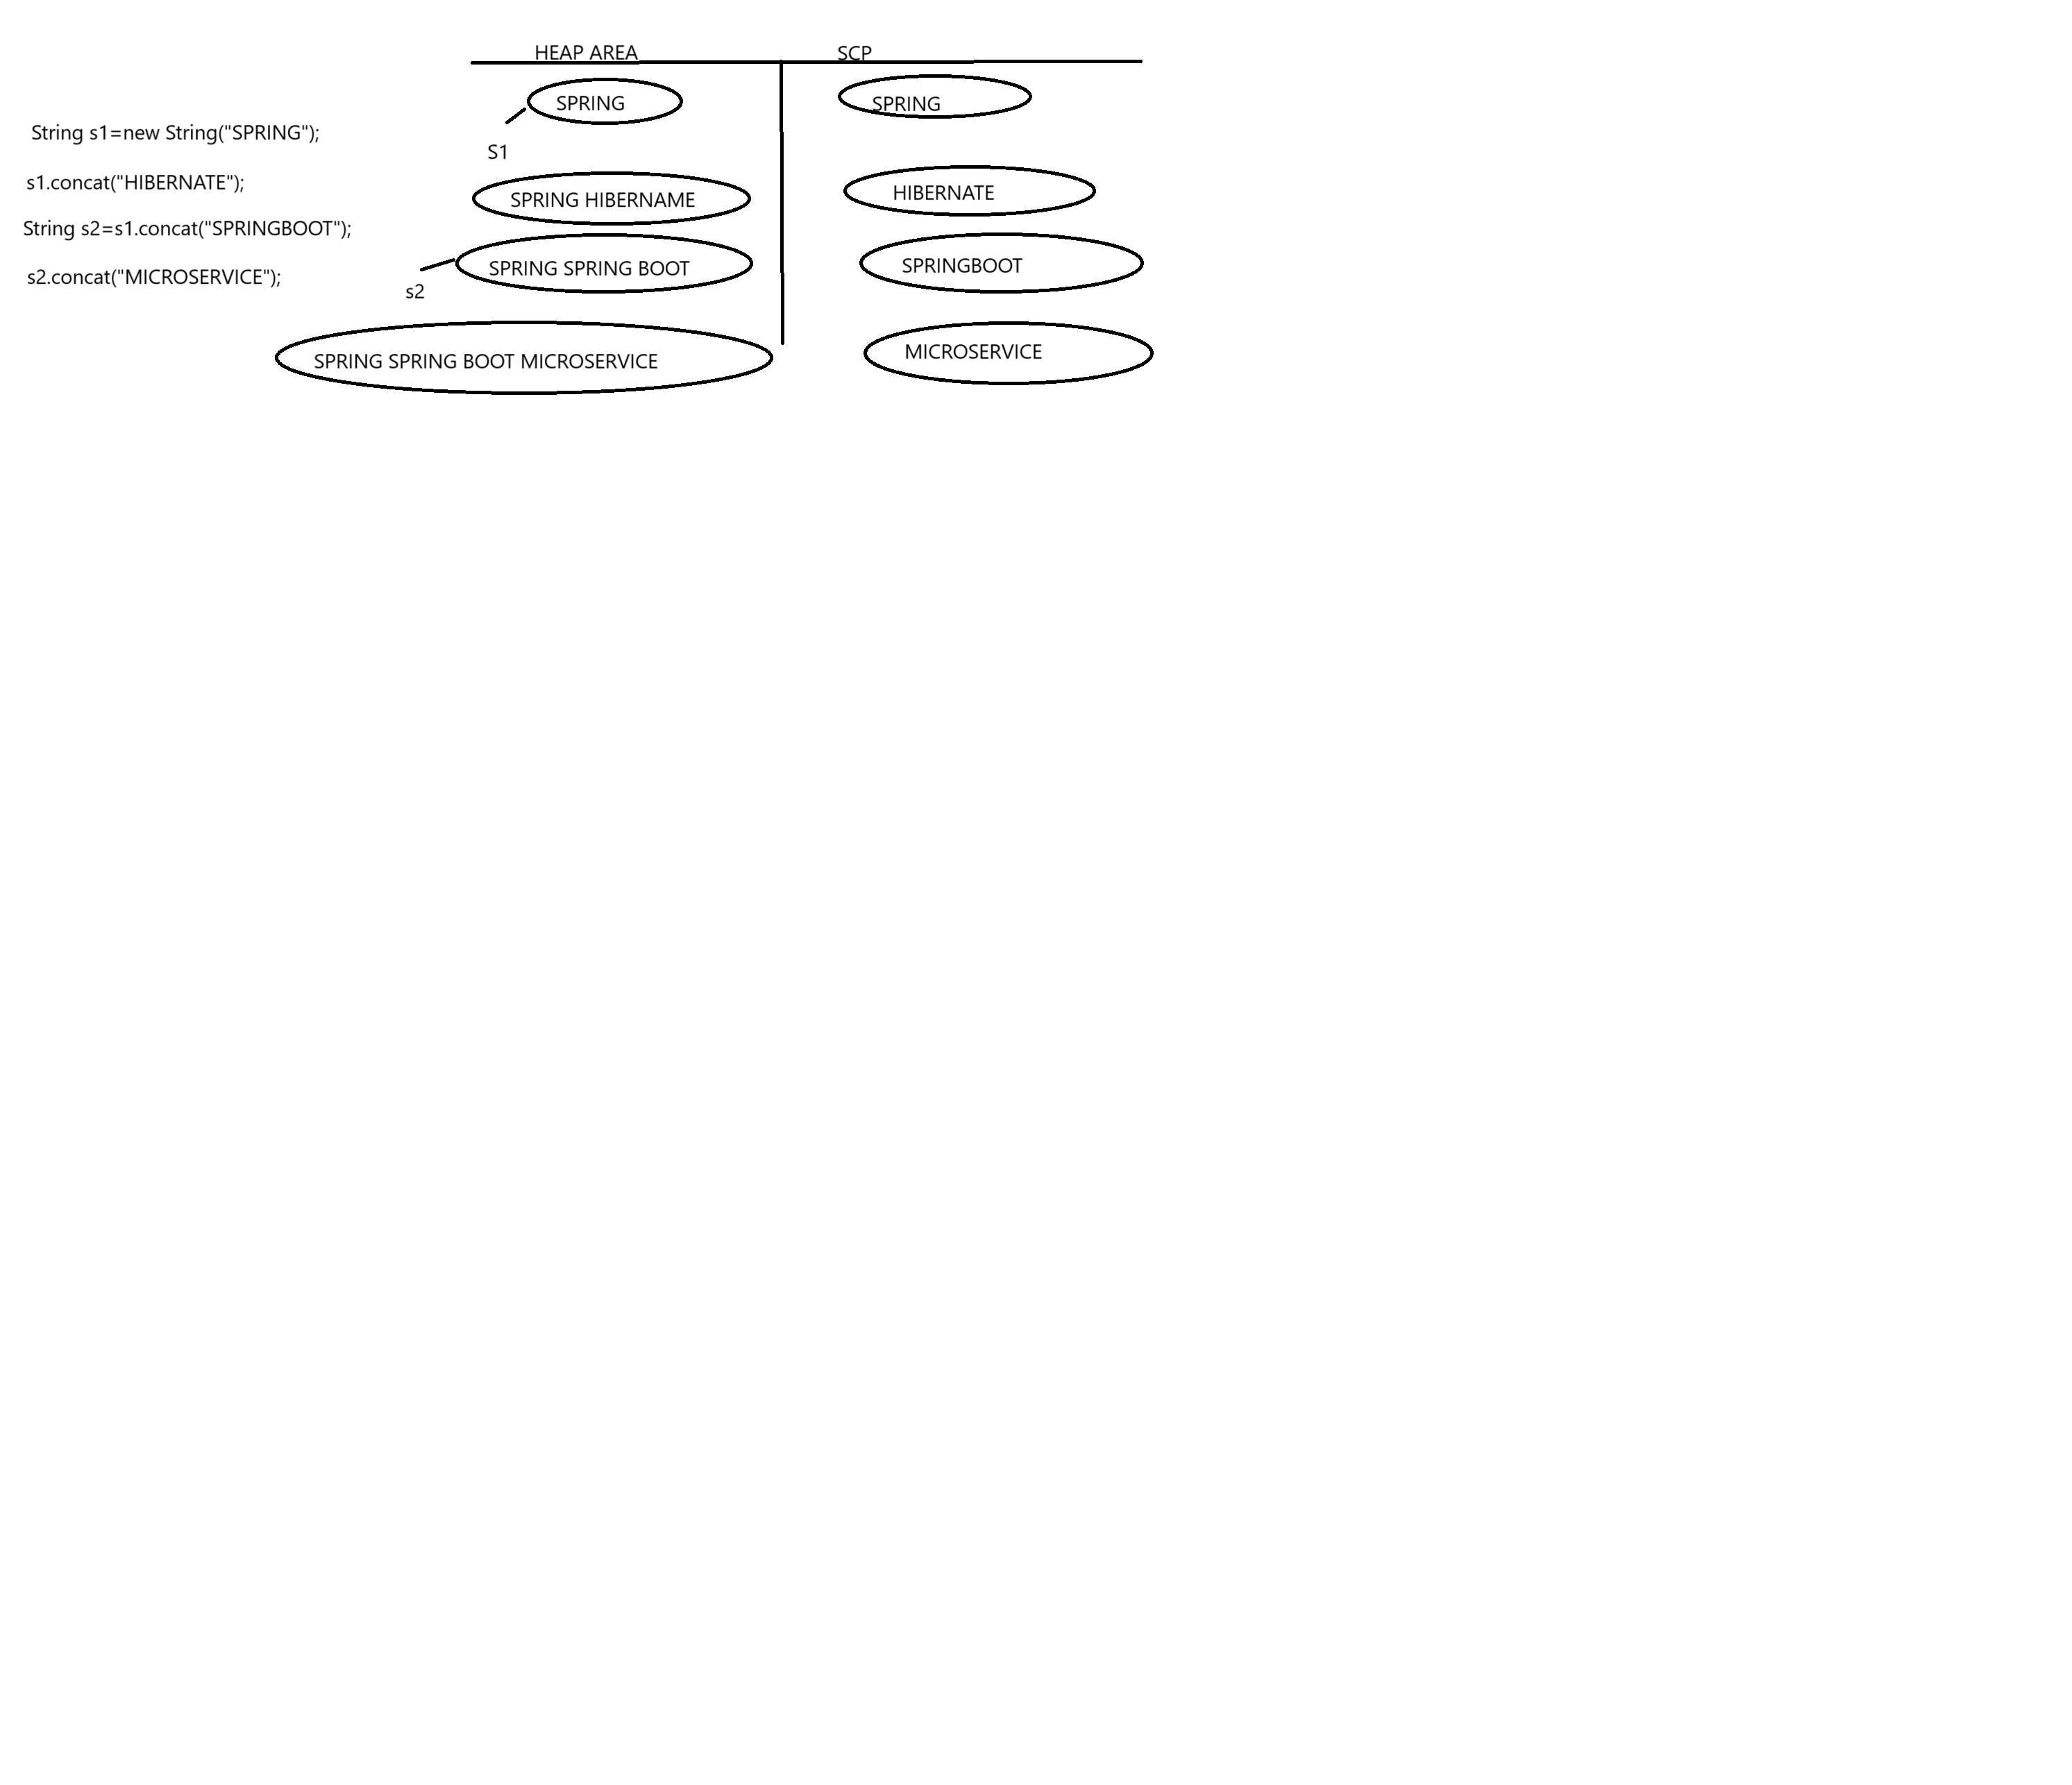 HEAP AREA
SCP
SPRING
SPRING
String s1=new String("SPRING");
S1
s1.concat("HIBERNATE");
SPRING HIBERNAME
HIBERNATE
String s2=s1.concat("SPRINGBOOT");
SPRING SPRING BOOT
SPRINGBOOT
s2.concat("MICROSERVICE");
s2
SPRING SPRING BOOT MICROSERVICE
MICROSERVICE